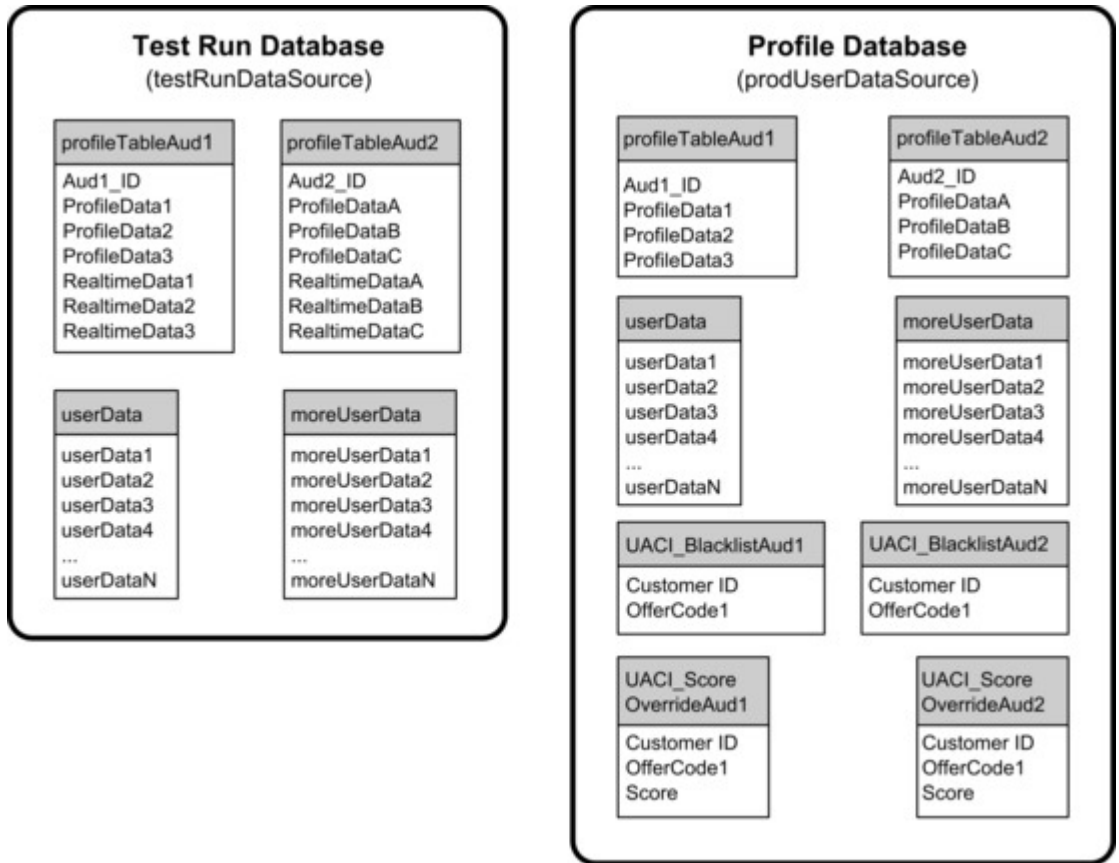 Test Run Database
(testRunDataSource)
profileTableAud1
Aud1_ID
ProfileData1
ProfileData2
ProfileData3
RealtimeData1
RealtimeData2
RealtimeData3
profileTableAud2
Aud2_ID
ProfileDataA
ProfileDataB
ProfileDataC
RealtimeDataA
RealtimeDataB
RealtimeDataC
userData
userData1
userData2
userData3
userData4
...
userDataN
moreUserData
moreUserData1
moreUserData2
moreUserData3
moreUserData4
...
moreUserDataN
Profile Database
(prodUserDataSource)
profileTableAud1
Aud1_ID
ProfileData1
ProfileData2
ProfileData3
profileTableAud2
Aud2_ID
ProfileDataA
ProfileDataB
ProfileDataC
userData
userData1
userData2
userData3
userData4
...
userDataN
moreUserData
moreUserData1
moreUserData2
moreUserData3
moreUserData4
...
moreUserDataN
UACI_BlacklistAud1
Customer ID
OfferCode1
UACI_BlacklistAud2
Customer ID
OfferCode1
UACI_Score
OverrideAud1
Customer ID
OfferCode1
Score
UACI_Score
OverrideAud2
Customer ID
OfferCode1
Score